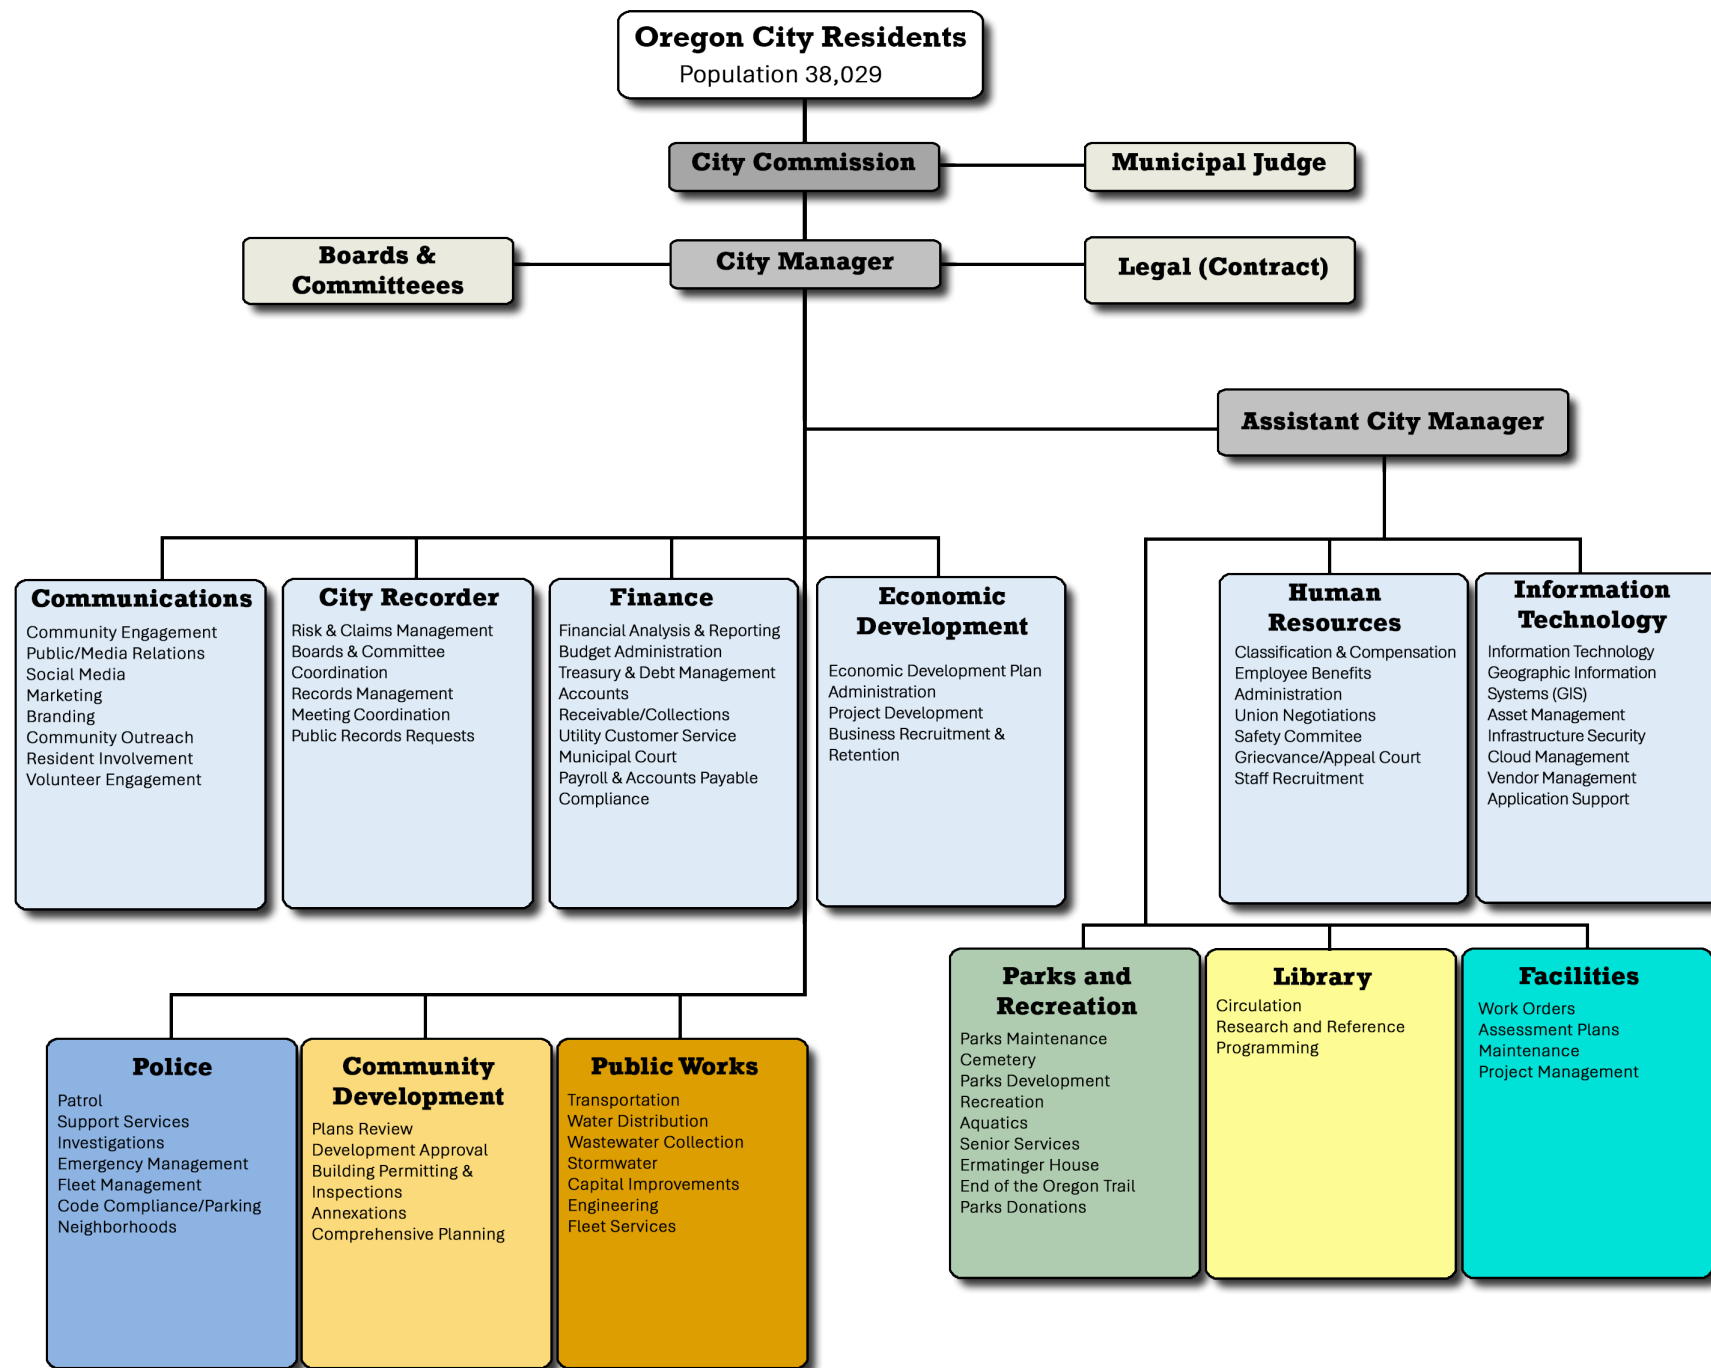 Oregon City Residents
Population 38,029
City Commission
Municipal Judge
Boards &
Committeees
City Manager
Legal (Contract)
Assistant City Manager
Communications
Community Engagement
Public/Media Relations
Social Media
Marketing
Branding
Community Outreach
Resident Involvement
Volunteer Engagement
City Recorder
Risk & Claims Management
Boards & Committee
Coordination
Records Management
Meeting Coordination
Public Records Requests
Finance
Financial Analysis & Reporting
Budget Administration
Treasury & Debt Management
Accounts
Receivable/Collections
Utility Customer Service
Municipal Court
Payroll & Accounts Payable
Compliance
Economic
Development
Economic Development Plan
Administration
Project Development
Business Recruitment &
Retention
Human
Resources
Classification & Compensation
Employee Benefits
Administration
Union Negotiations
Safety Commitee
Griecvance/Appeal Court
Staff Recruitment
Information
Technology
Information Technology
Geographic Information
Systems (GIS)
Asset Management
Infrastructure Security
Cloud Management
Vendor Management
Application Support
Police
Patrol
Support Services
Investigations
Emergency Management
Fleet Management
Code Compliance/Parking
Neighborhoods
Community
Development
Plans Review
Development Approval
Building Permitting &
Inspections
Annexations
Comprehensive Planning
Public Works
Transportation
Water Distribution
Wastewater Collection
Stormwater
Capital Improvements
Engineering
Fleet Services
Parks and
Recreation
Parks Maintenance
Cemetery
Parks Development
Recreation
Aquatics
Senior Services
Ermatinger House
End of the Oregon Trail
Parks Donations
Library
Circulation
Research and Reference
Programming
Facilities
Work Orders
Assessment Plans
Maintenance
Project Management